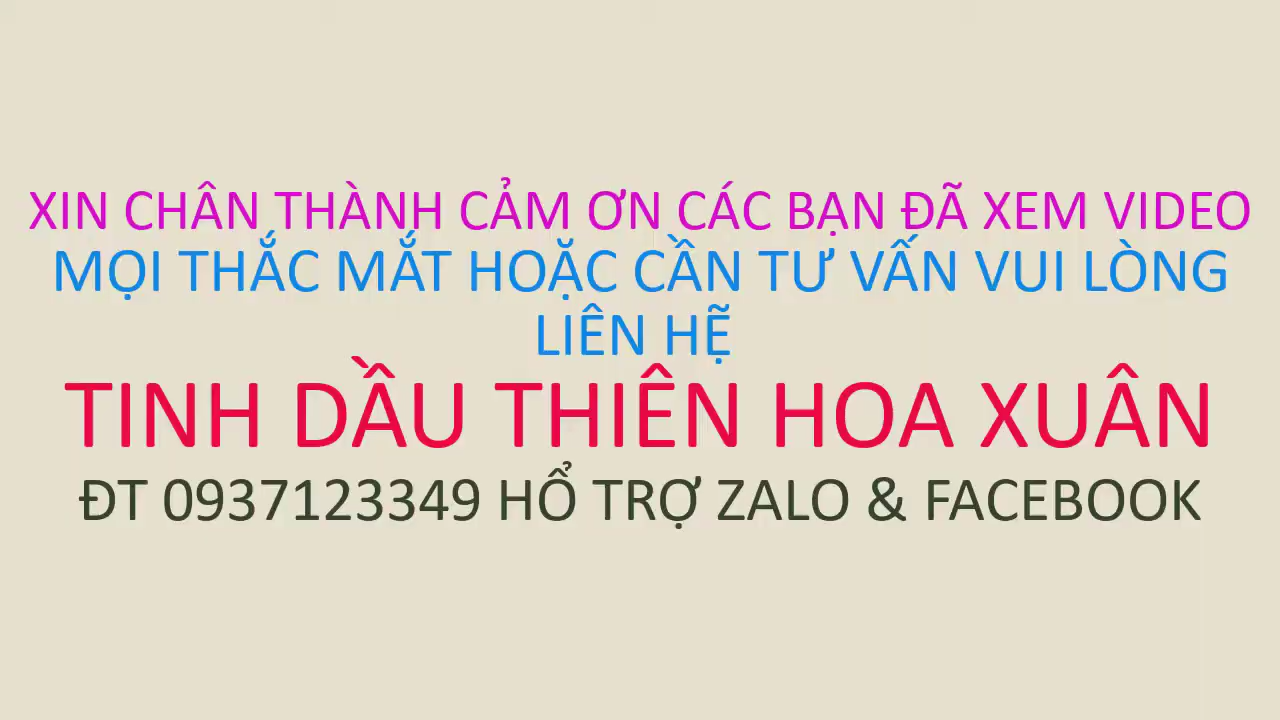 XIN CHÂN THÀNH CẢM ƠN CÁC BẠN ĐÃ XEM VIDEO
MỌI THẮC MẮT HOẶC CẦN TƯ VẤN VUI LÒNG
LIÊN HẸ̃
TINH DẦU THIÊN HOA XUÂN
ĐT 0937123349 HỔ TRỢ ZALO & FACEBOOK